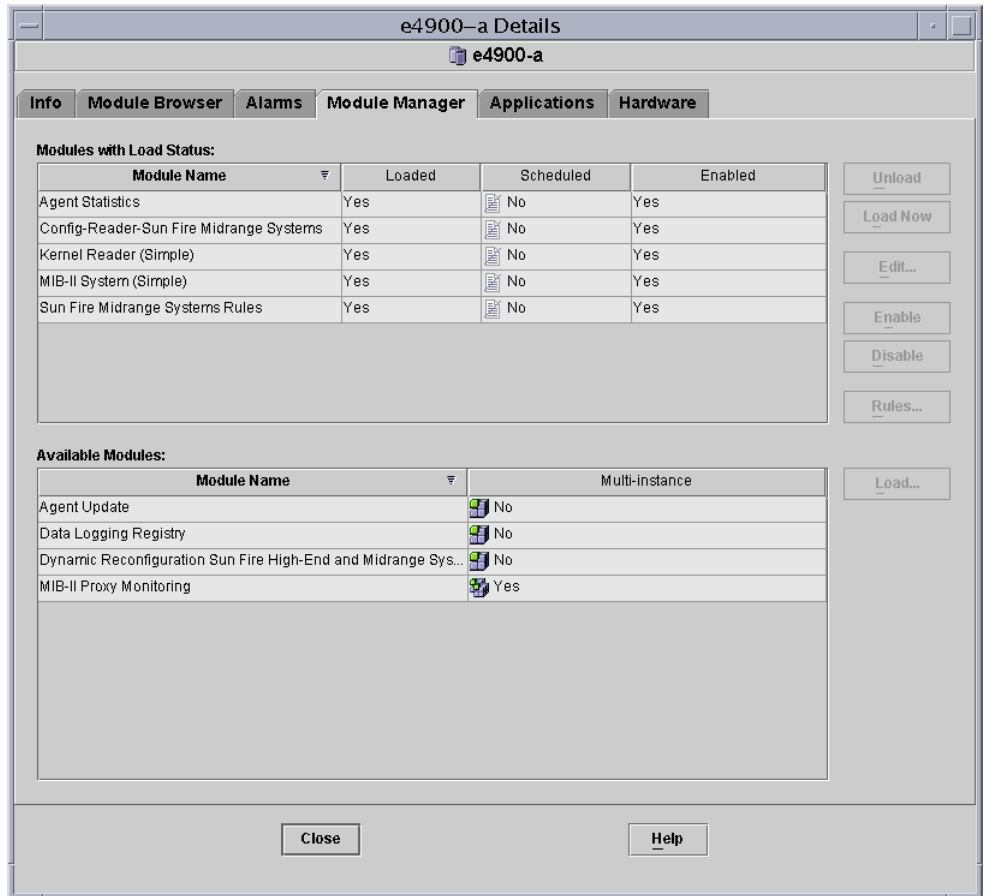 e4900–a Details
e4900-a
Info Module Browser Alarms Module Manager Applications Hardware
Modules with Load Status:
Module Name Loaded Scheduled Enabled
Agent Statistics Yes No Yes
Config-Reader-Sun Fire Midrange Systems Yes No Yes
Kernel Reader (Simple) Yes No Yes
MIB-II System (Simple) Yes No Yes
Sun Fire Midrange Systems Rules Yes No Yes
Unload
Load Now
Edit...
Enable
Disable
Rules...
Available Modules:
Module Name Multi-instance
Agent Update No
Data Logging Registry No
Dynamic Reconfiguration Sun Fire High-End and Midrange Sys... No
MIB-II Proxy Monitoring Yes
Load...
Close Help